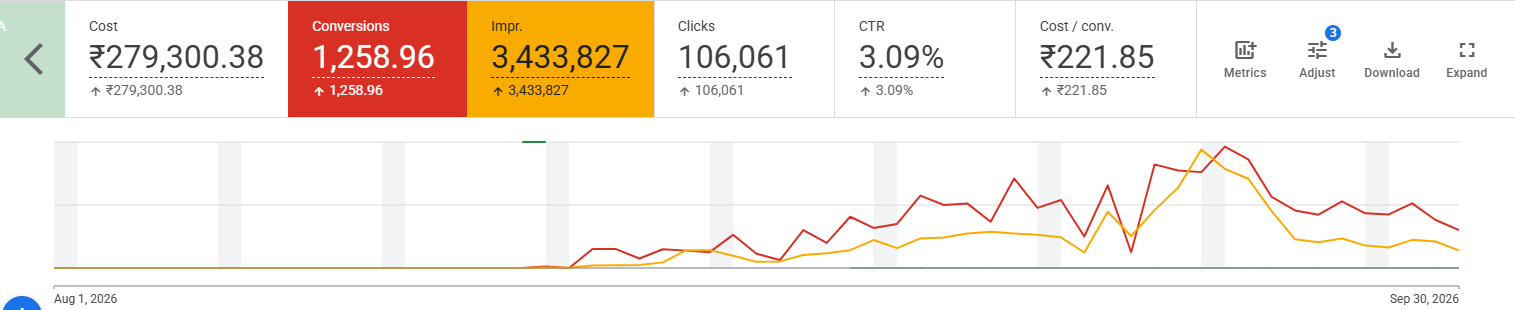 A
Cost
₹279,300.38
↑ ₹279,300.38
Conversions
1,258.96
↑ 1,258.96
Impr.
3,433,827
↑ 3,433,827
Clicks
106,061
↑ 106,061
CTR
3.09%
↑ 3.09%
Cost / conv.
₹221.85
↑ ₹221.85
Metrics
3
Adjust
Download
Expand
Aug 1, 2026
Sep 30, 2026